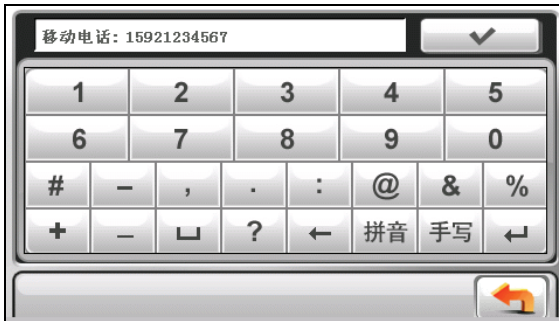 移动电话: 15921234567
1 2 3 4 5
6 7 8 9 0
# – , . : @ & %
+ _ ? ← 拼音 手写 ↵